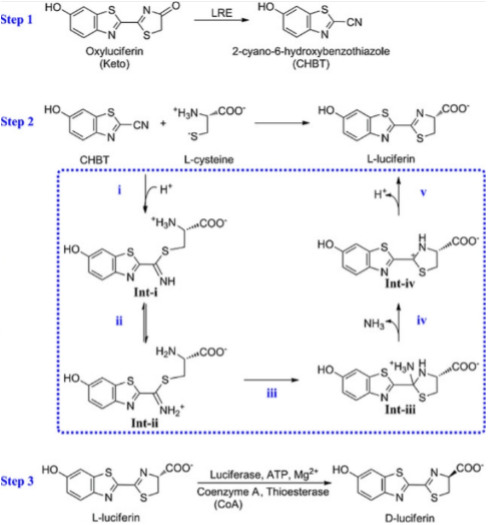 Step 1
HO
S
N
N
O
S
LRE
HO
S
N
CN
Oxyluciferin
(Keto)
2-cyano-6-hydroxybenzothiazole
(CHBT)
Step 2
HO
S
N
CN
+
⁺H₃N
COO⁻
⁻S
HO
S
N
N
S
COO⁻
CHBT
L-cysteine
L-luciferin
i
H⁺
H⁺
v
⁺H₃N
COO⁻
HO
S
N
S
NH
Int-i
HO
S
N
H
N
S
COO⁻
Int-iv
ii
NH₃
iv
H₂N
COO⁻
HO
S
N
S
NH₂⁺
Int-ii
iii
HO
S
N
⁺H₃N
H
N
S
COO⁻
Int-iii
Step 3
HO
S
N
N
S
COO⁻
Luciferase, ATP, Mg²⁺
Coenzyme A, Thioesterase
(CoA)
HO
S
N
N
S
COO⁻
L-luciferin
D-luciferin